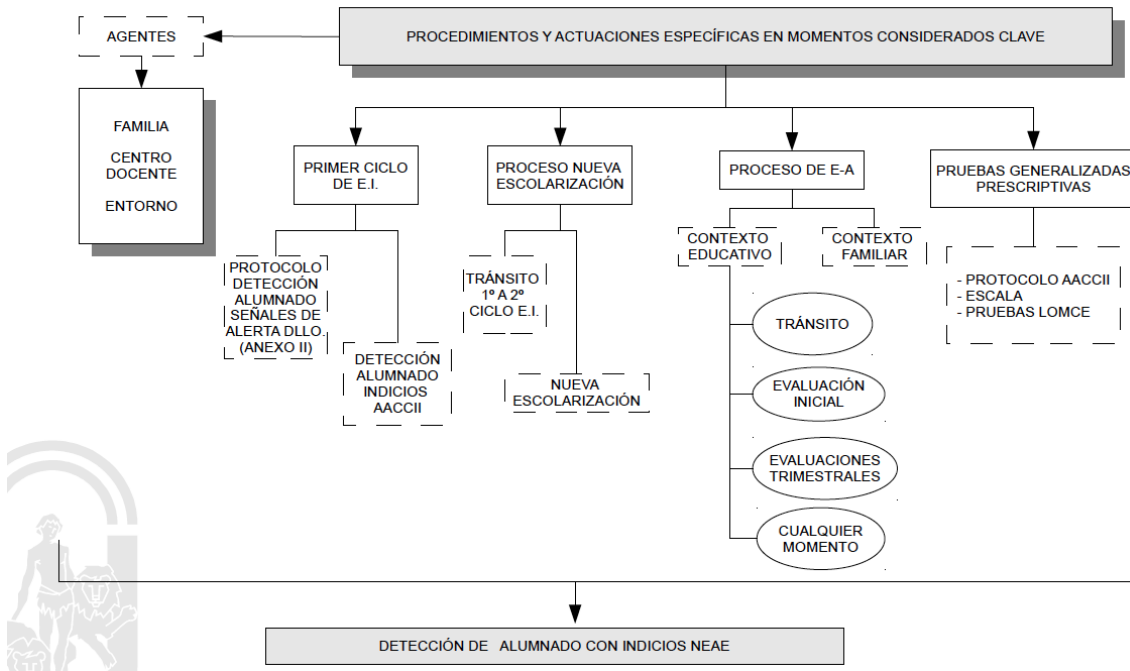 AGENTES
PROCEDIMIENTOS Y ACTUACIONES ESPECÍFICAS EN MOMENTOS CONSIDERADOS CLAVE
FAMILIA
CENTRO
DOCENTE
ENTORNO
PRIMER CICLO
DE E.I.
PROCESO NUEVA
ESCOLARIZACIÓN
PROCESO DE E-A
PRUEBAS GENERALIZADAS
PRESCRIPTIVAS
PROTOCOLO
DETECCIÓN
ALUMNADO
SEÑALES DE
ALERTA DLLO.
(ANEXO II)
DETECCIÓN
ALUMNADO
INDICIOS
AACCII
TRÁNSITO
1º A 2º
CICLO E.I.
NUEVA
ESCOLARIZACIÓN
CONTEXTO
EDUCATIVO
CONTEXTO
FAMILIAR
TRÁNSITO
EVALUACIÓN
INICIAL
EVALUACIONES
TRIMESTRALES
CUALQUIER
MOMENTO
- PROTOCOLO AACCII
- ESCALA
- PRUEBAS LOMCE
DETECCIÓN DE ALUMNADO CON INDICIOS NEAE